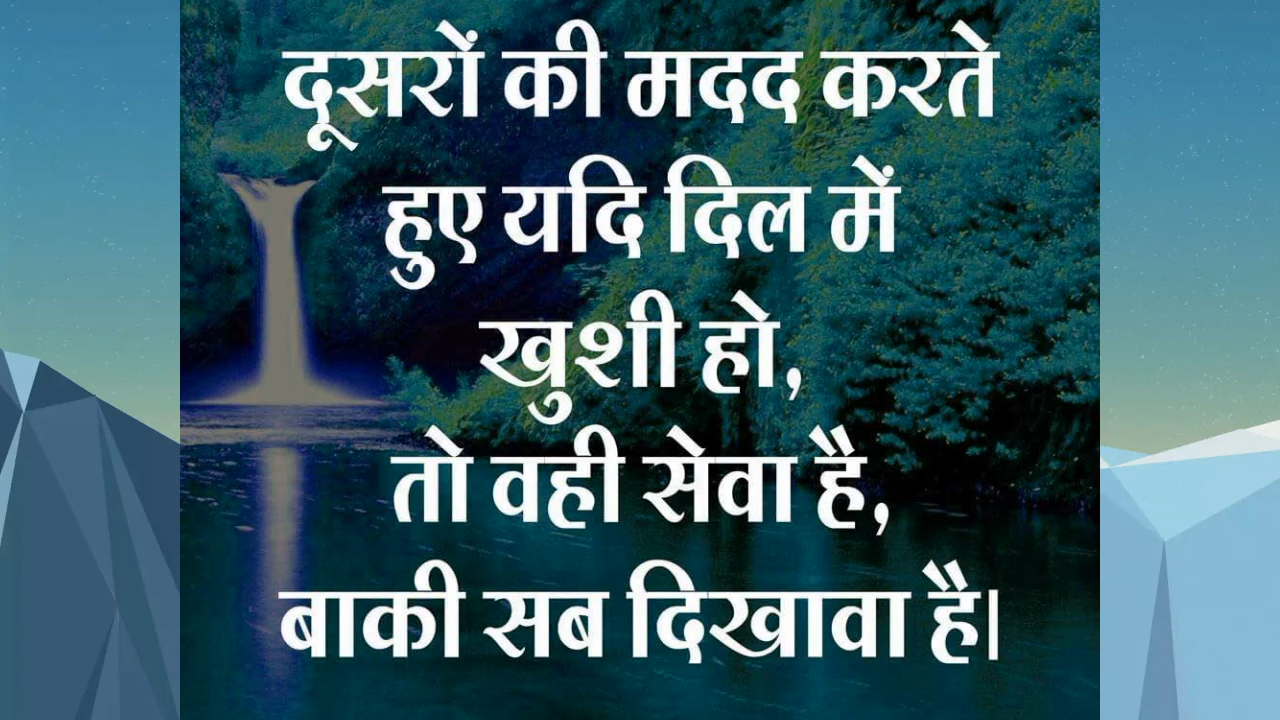 दूसरों की मदद करते
हुए यदि दिल में
खुशी हो,
तो वही सेवा है,
बाकी सब दिखावा है।